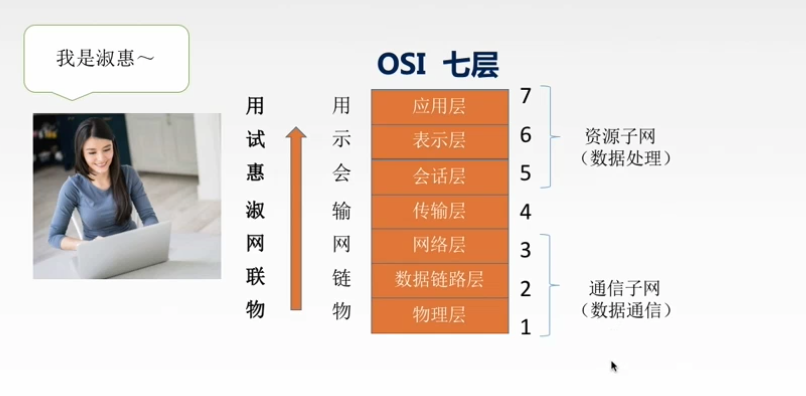 我是淑惠～
OSI 七层
用 用 应用层 7
试 示 表示层 6
惠 会 会话层 5
资源子网
（数据处理）
淑 输 传输层 4
网 网 网络层 3
联 链 数据链路层 2
物 物 物理层 1
通信子网
（数据通信）